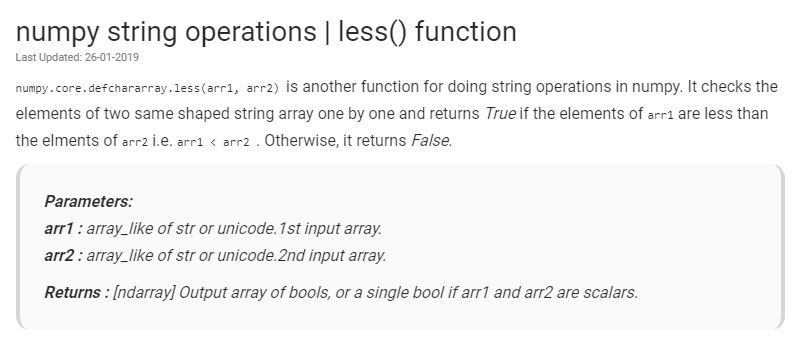 numpy string operations | less() function
Last Updated: 26-01-2019
numpy.core.defchararray.less(arr1, arr2) is another function for doing string operations in numpy. It checks the
elements of two same shaped string array one by one and returns True if the elements of arr1 are less than
the elments of arr2 i.e. arr1 < arr2 . Otherwise, it returns False.
Parameters:
arr1 : array_like of str or unicode.1st input array.
arr2 : array_like of str or unicode.2nd input array.
Returns : [ndarray] Output array of bools, or a single bool if arr1 and arr2 are scalars.